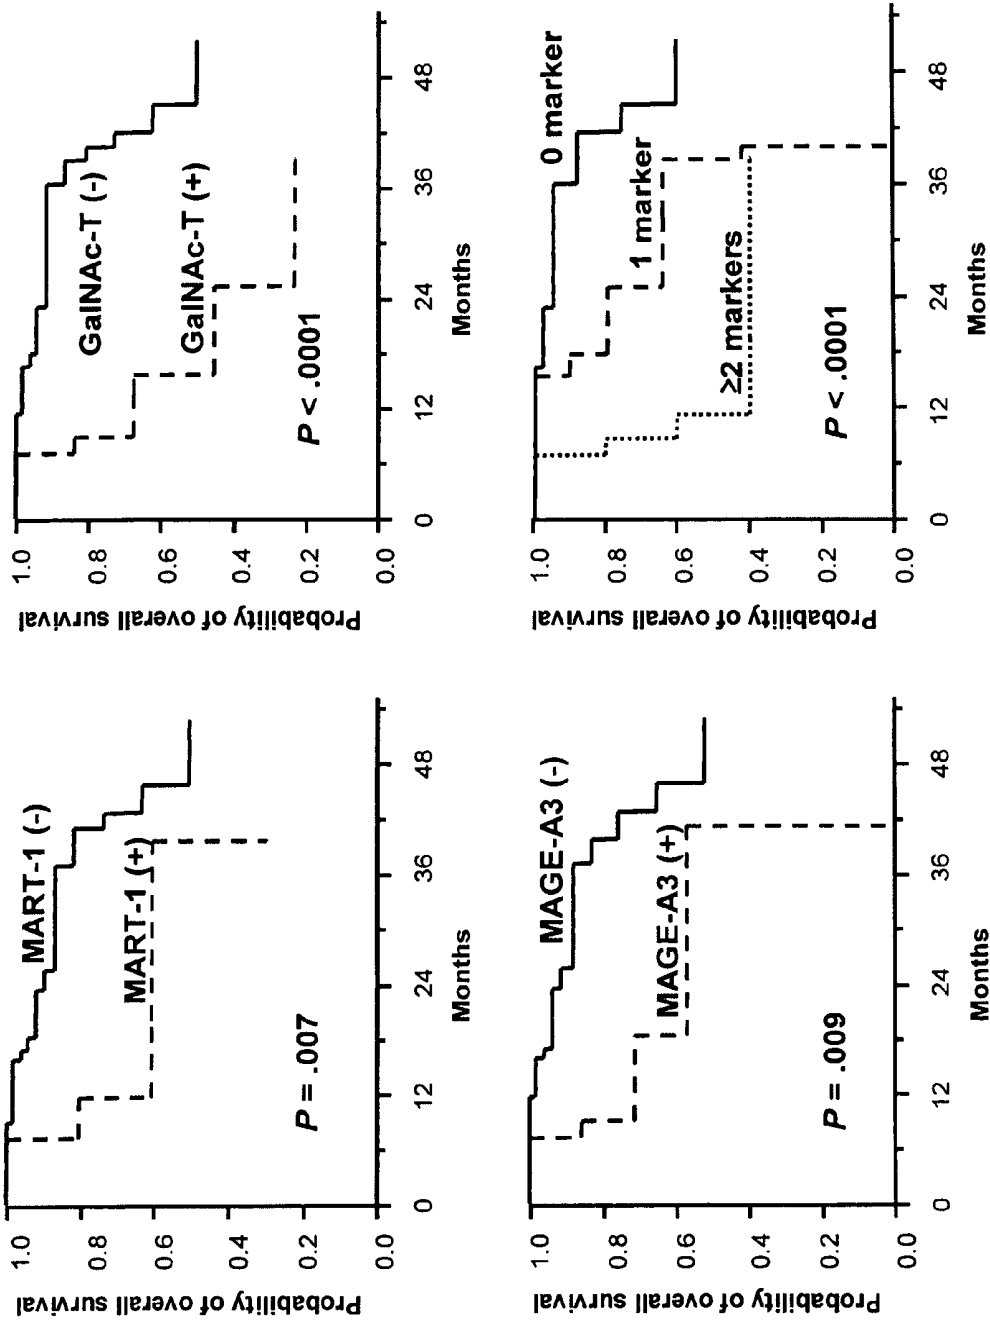 Probability of overall survival
1.0
0.8
0.6
0.4
0.2
0.0
MART-1 (-)
MART-1 (+)
P = .007
0
12
24
36
48
Months
Probability of overall survival
1.0
0.8
0.6
0.4
0.2
0.0
GalNAc-T (-)
GalNAc-T (+)
P < .0001
0
12
24
36
48
Months
Probability of overall survival
1.0
0.8
0.6
0.4
0.2
0.0
MAGE-A3 (-)
MAGE-A3 (+)
P = .009
0
12
24
36
48
Months
Probability of overall survival
1.0
0.8
0.6
0.4
0.2
0.0
0 marker
1 marker
≥2 markers
P < .0001
0
12
24
36
48
Months